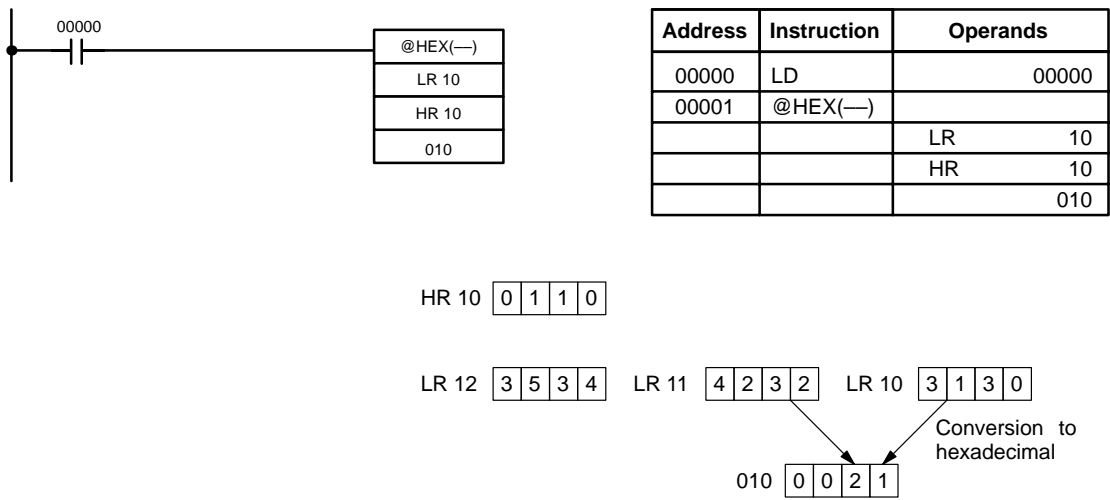 00000
@HEX(––)
LR 10
HR 10
010
Address Instruction Operands
00000 LD 00000
00001 @HEX(––)
LR 10
HR 10
010
HR 10 0 1 1 0
LR 12 3 5 3 4 LR 11 4 2 3 2 LR 10 3 1 3 0
Conversion to
hexadecimal
010 0 0 2 1